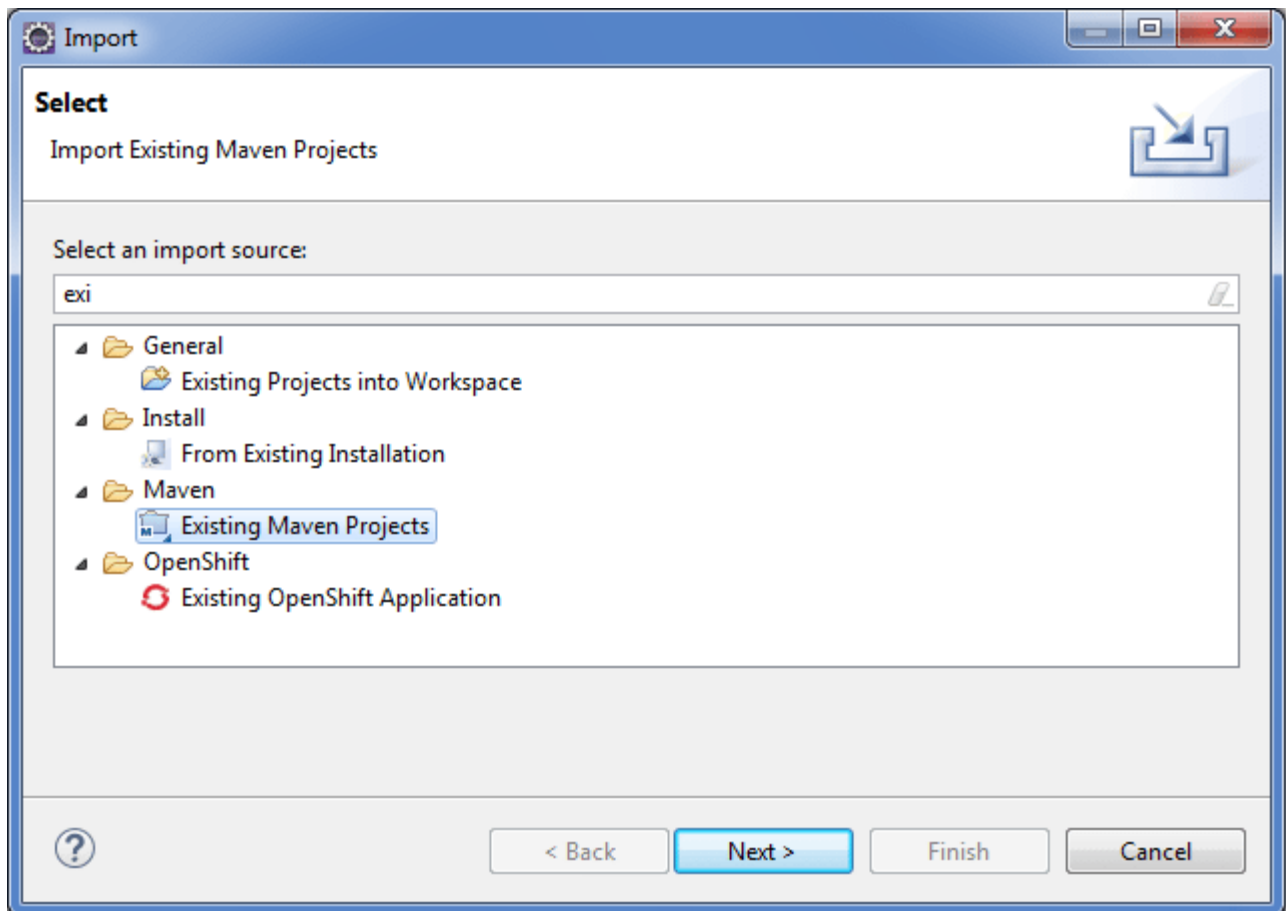 Import
Select
Import Existing Maven Projects
Select an import source:
exi
General
Existing Projects into Workspace
Install
From Existing Installation
Maven
Existing Maven Projects
OpenShift
Existing OpenShift Application
< Back Next > Finish Cancel